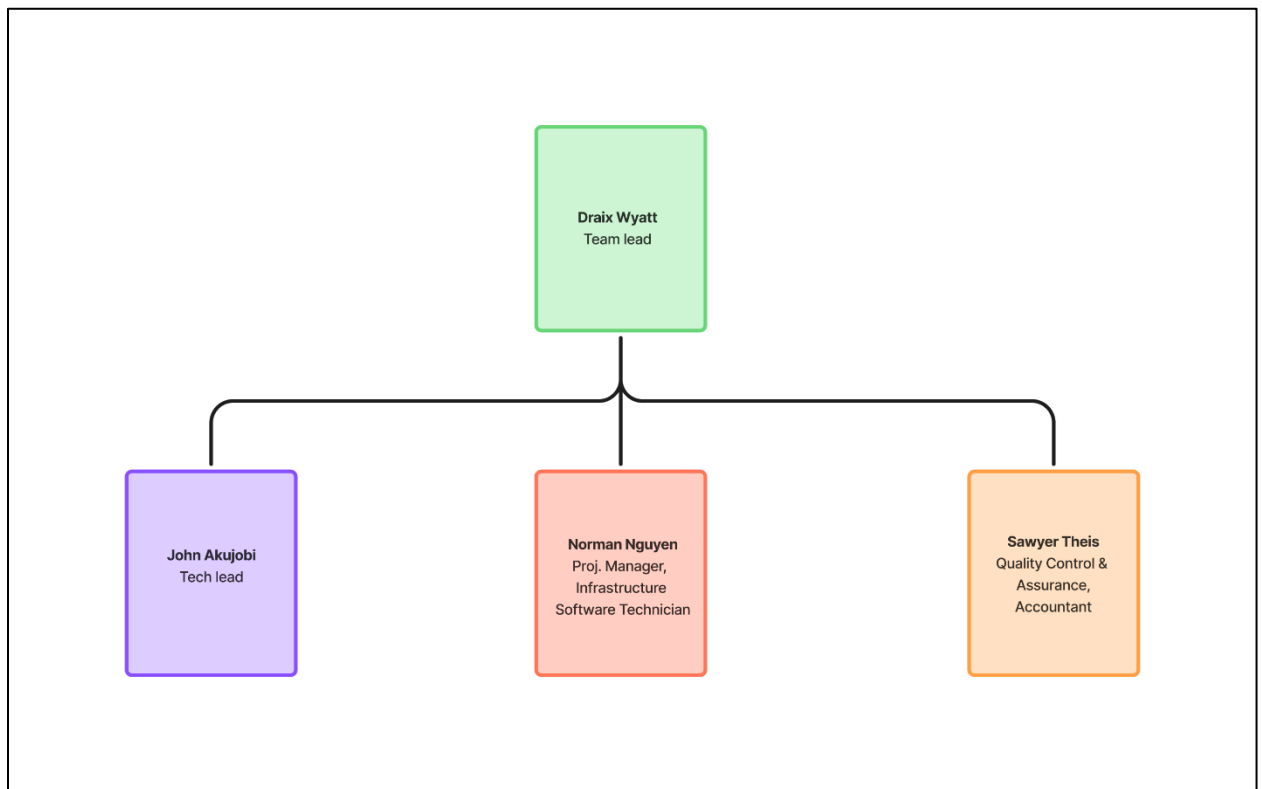 Draix Wyatt
Team lead
John Akujobi
Tech lead
Norman Nguyen
Proj. Manager,
Infrastructure
Software Technician
Sawyer Theis
Quality Control &
Assurance,
Accountant